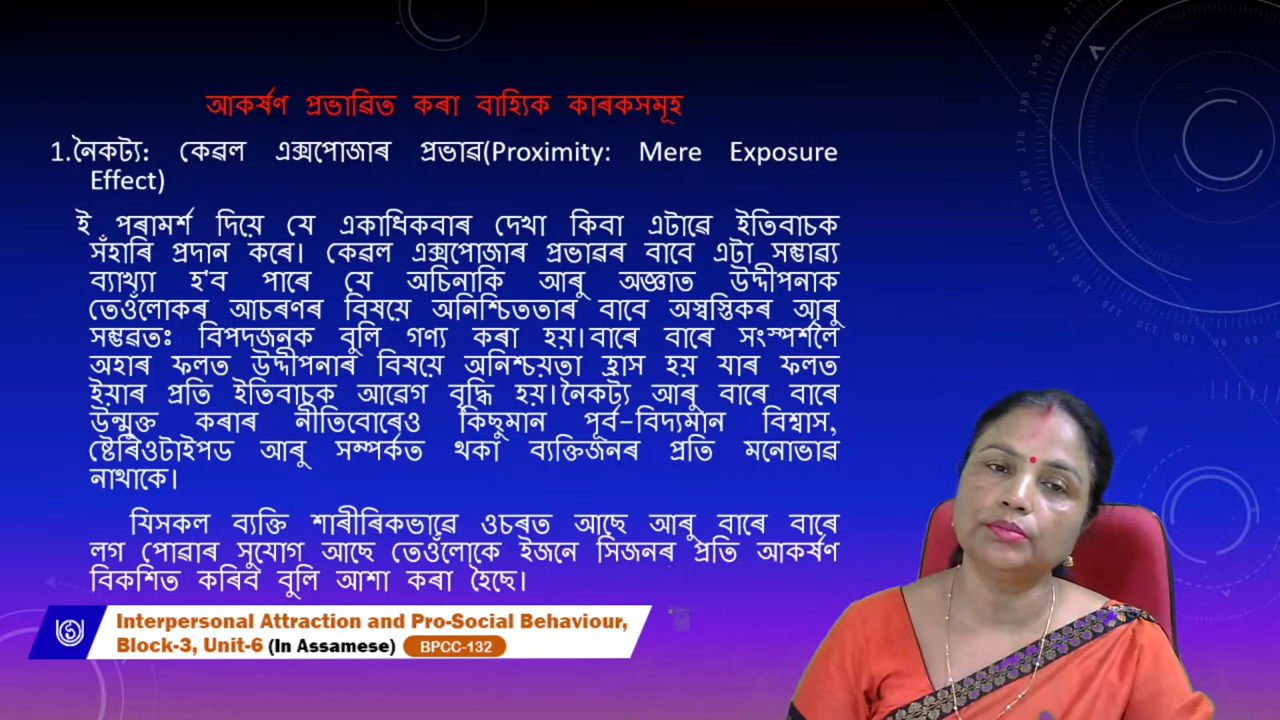 আকৰ্ষণ প্ৰভাৱিত কৰা বাহ্যিক কাৰকসমূহ
1.নৈকট্য: কেৱল এক্সপোজাৰ প্ৰভাৱ(Proximity: Mere Exposure
Effect)
ই পৰামৰ্শ দিয়ে যে একাধিকবাৰ দেখা কিবা এটাৱে ইতিবাচক
সঁহাৰি প্ৰদান কৰে। কেৱল এক্সপোজাৰ প্ৰভাৱৰ বাবে এটা সম্ভাব্য
ব্যাখ্যা হ'ব পাৰে যে অচিনাকি আৰু অজ্ঞাত উদ্দীপনাক
তেওঁলোকৰ আচৰণৰ বিষয়ে অনিশ্চিততাৰ বাবে অস্বস্তিকৰ আৰু
সম্ভৱতঃ বিপদজনক বুলি গণ্য কৰা হয়।বাৰে বাৰে সংস্পৰ্শলৈ
অহাৰ ফলত উদ্দীপনাৰ বিষয়ে অনিশ্চয়তা হ্ৰাস হয় যাৰ ফলত
ইয়াৰ প্ৰতি ইতিবাচক আৱেগ বৃদ্ধি হয়।নৈকট্য আৰু বাৰে বাৰে
উন্মুক্ত কৰাৰ নীতিবোৰেও কিছুমান পূৰ্ব–বিদ্যমান বিশ্বাস,
ষ্টেৰিওটাইপড আৰু সম্পৰ্কত থকা ব্যক্তিজনৰ প্ৰতি মনোভাৱ
নাথাকে।
যিসকল ব্যক্তি শাৰীৰিকভাৱে ওচৰত আছে আৰু বাৰে বাৰে
লগ পোৱাৰ সুযোগ আছে তেওঁলোকে ইজনে সিজনৰ প্ৰতি আকৰ্ষণ
বিকশিত কৰিব বুলি আশা কৰা হৈছে।
Interpersonal Attraction and Pro-Social Behaviour,
Block-3, Unit-6 (In Assamese) BPCC-132